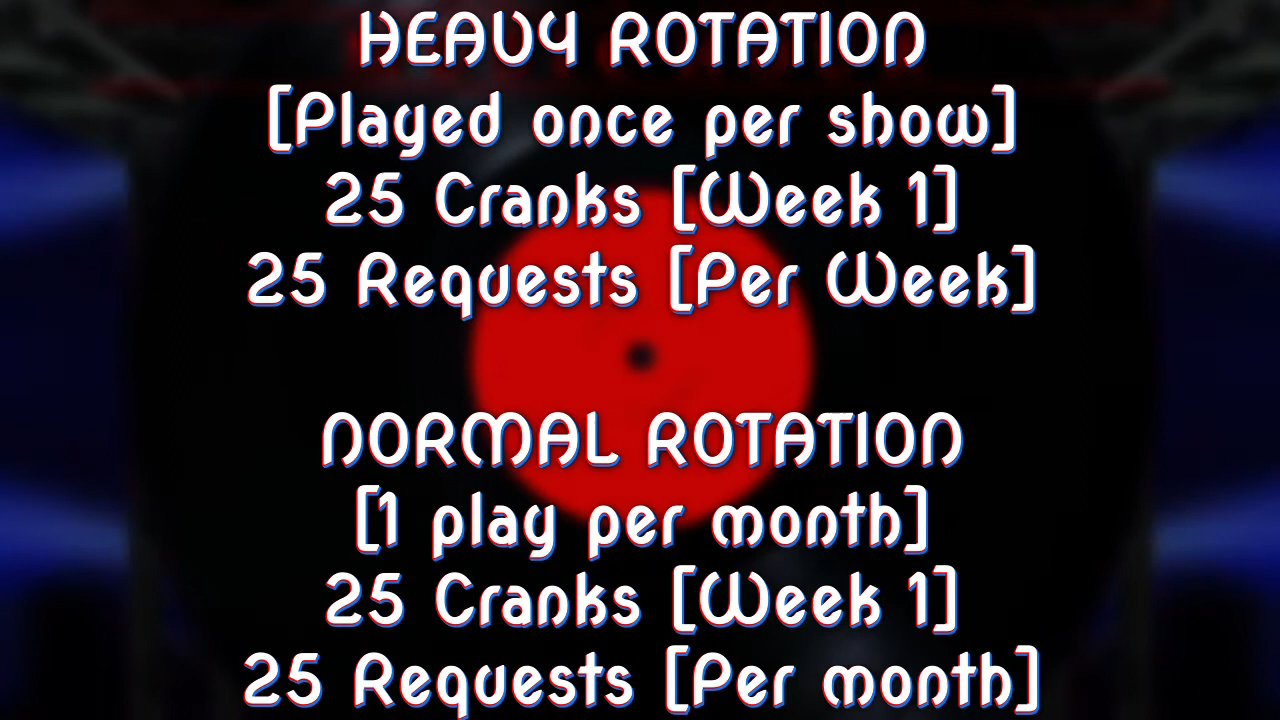 HEAVY ROTATION
[Played once per show]
25 Cranks [Week 1]
25 Requests [Per Week]
NORMAL ROTATION
[1 play per month]
25 Cranks [Week 1]
25 Requests [Per month]